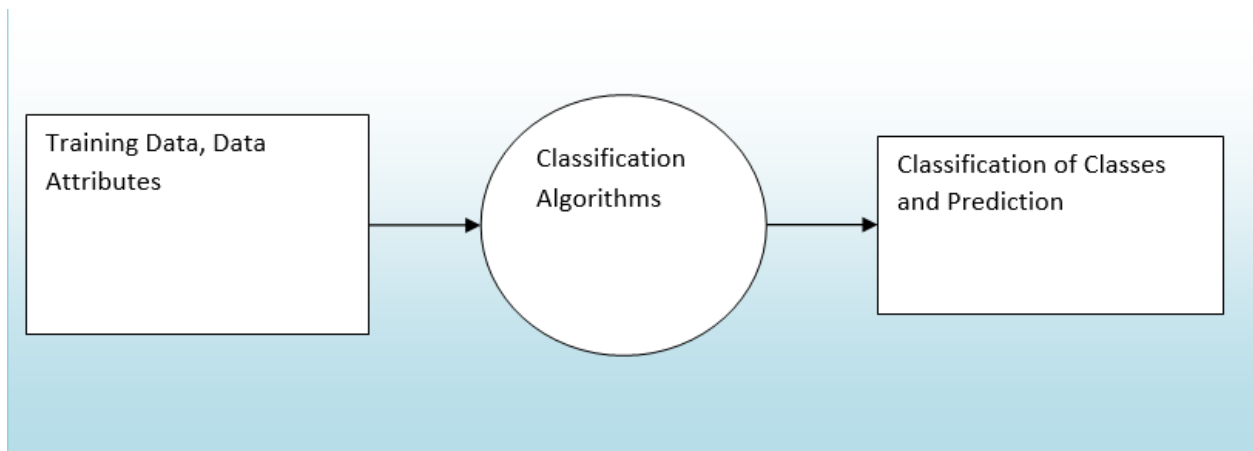 Training Data, Data
Attributes
Classification
Algorithms
Classification of Classes
and Prediction